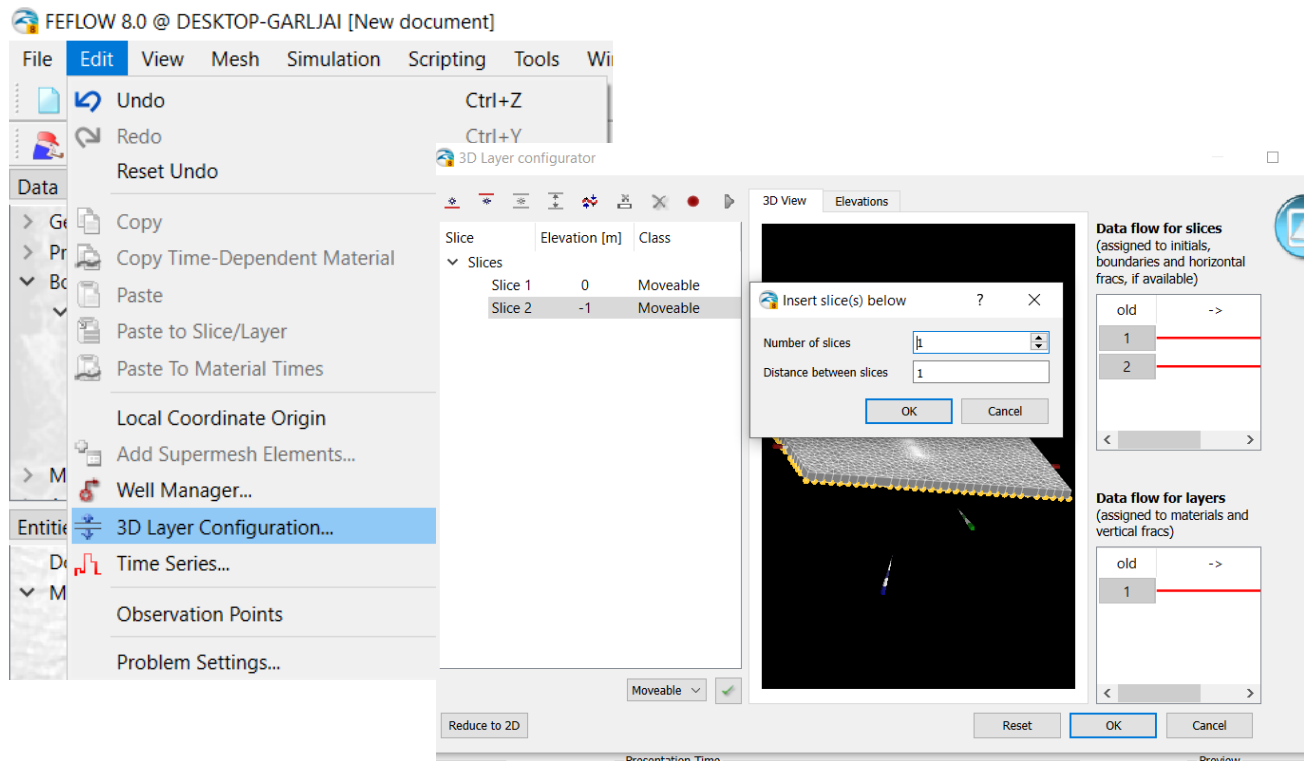 FEFLOW 8.0 @ DESKTOP-GARLJAI [New document]
File Edit View Mesh Simulation Scripting Tools
Undo Ctrl+Z
Redo Ctrl+Y
Reset Undo
Data
Copy
Copy Time-Dependent Material
Paste
Paste to Slice/Layer
Paste To Material Times
Local Coordinate Origin
Add Supermesh Elements...
Well Manager...
3D Layer Configuration...
Time Series...
Observation Points
Problem Settings...
3D Layer configurator
Slice Elevation [m] Class
Slices
Slice 1 0 Moveable
Slice 2 -1 Moveable
Moveable
Reduce to 2D
3D View Elevations
Insert slice(s) below ?
Number of slices 1
Distance between slices 1
OK Cancel
Data flow for slices
(assigned to initials,
boundaries and horizontal
fracs, if available)
old ->
1
2
Data flow for layers
(assigned to materials and
vertical fracs)
old ->
1
Reset OK Cancel
Presentation Time
Preview